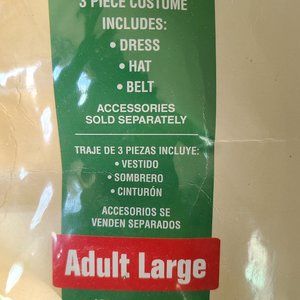 3 PIECE COSTUME
INCLUDES:
• DRESS
• HAT
• BELT
ACCESSORIES
SOLD SEPARATELY
TRAJE DE 3 PIEZAS INCLUYE:
• VESTIDO
• SOMBRERO
• CINTURÓN
ACCESORIOS SE
VENDEN SEPARADOS
Adult Large